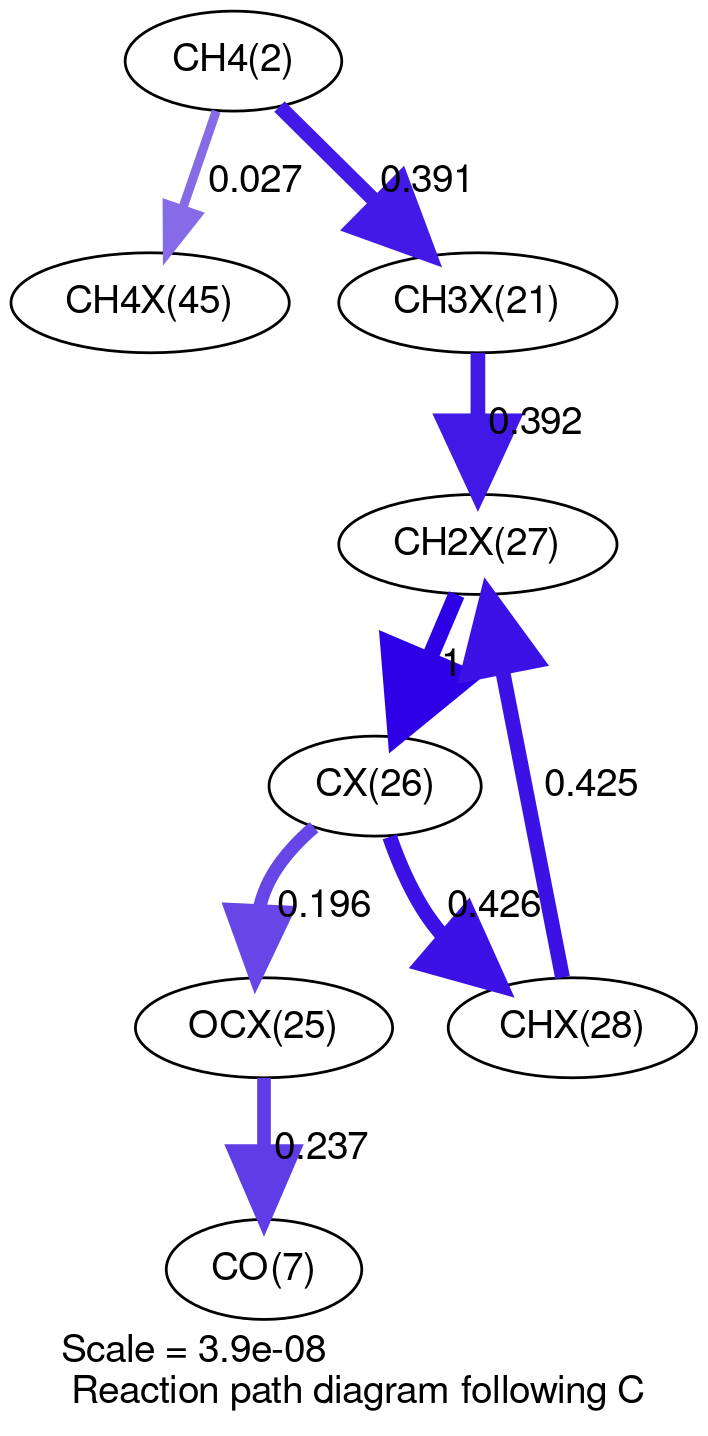 CH4(2)
0.027
0.391
CH4X(45)
CH3X(21)
0.392
CH2X(27)
1
CX(26)
0.425
0.196
0.426
OCX(25)
CHX(28)
0.237
CO(7)
Scale = 3.9e-08
Reaction path diagram following C